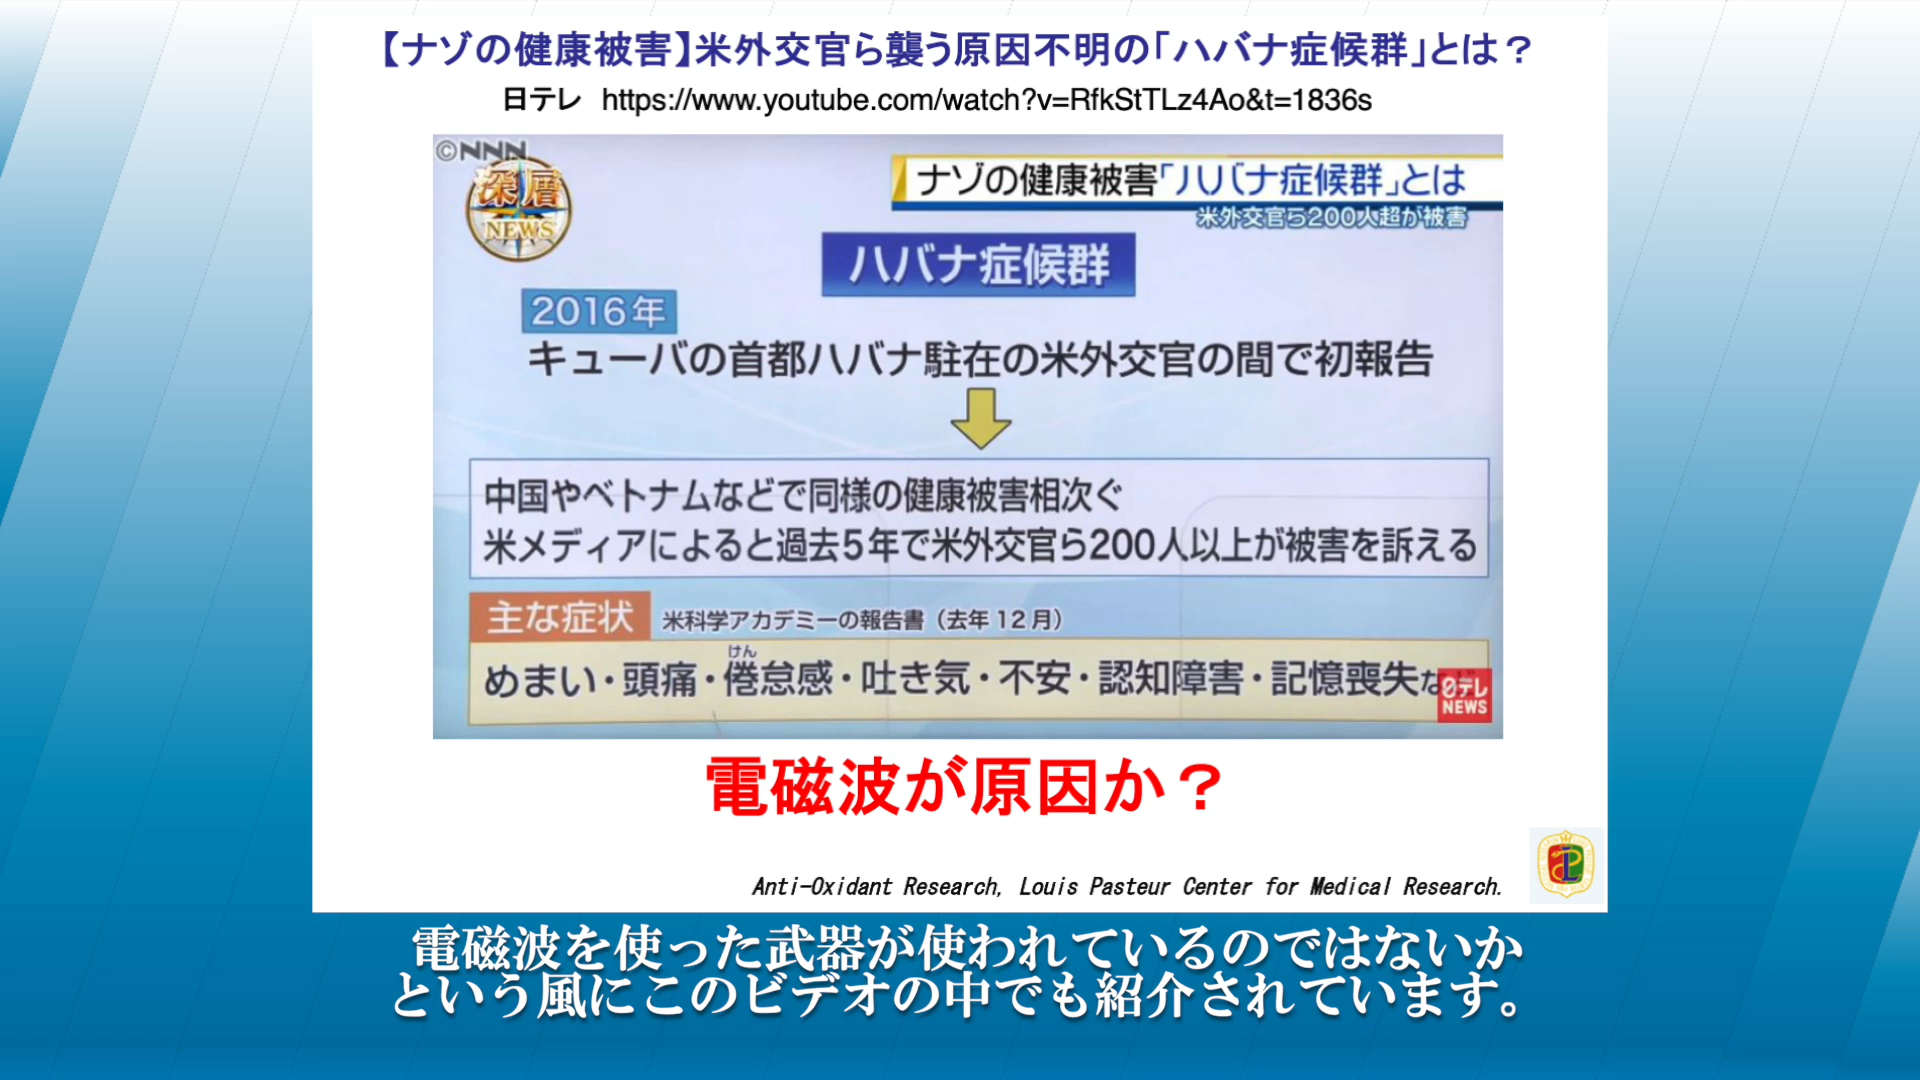 【ナゾの健康被害】米外交官ら襲う原因不明の「ハバナ症候群」とは？
日テレ https://www.youtube.com/watch?v=RfkStTLz4Ao&t=1836s
©NNN
深層
NEWS
ナゾの健康被害「ハバナ症候群」とは
米外交官ら200人超が被害
ハバナ症候群
2016年
キューバの首都ハバナ駐在の米外交官の間で初報告
中国やベトナムなどで同様の健康被害相次ぐ
米メディアによると過去5年で米外交官ら200人以上が被害を訴える
主な症状 米科学アカデミーの報告書（去年12月）
けん
めまい・頭痛・倦怠感・吐き気・不安・認知障害・記憶喪失など
日テレ
NEWS
電磁波が原因か？
Anti-Oxidant Research, Louis Pasteur Center for Medical Research.
電磁波を使った武器が使われているのではないか
という風にこのビデオの中でも紹介されています。